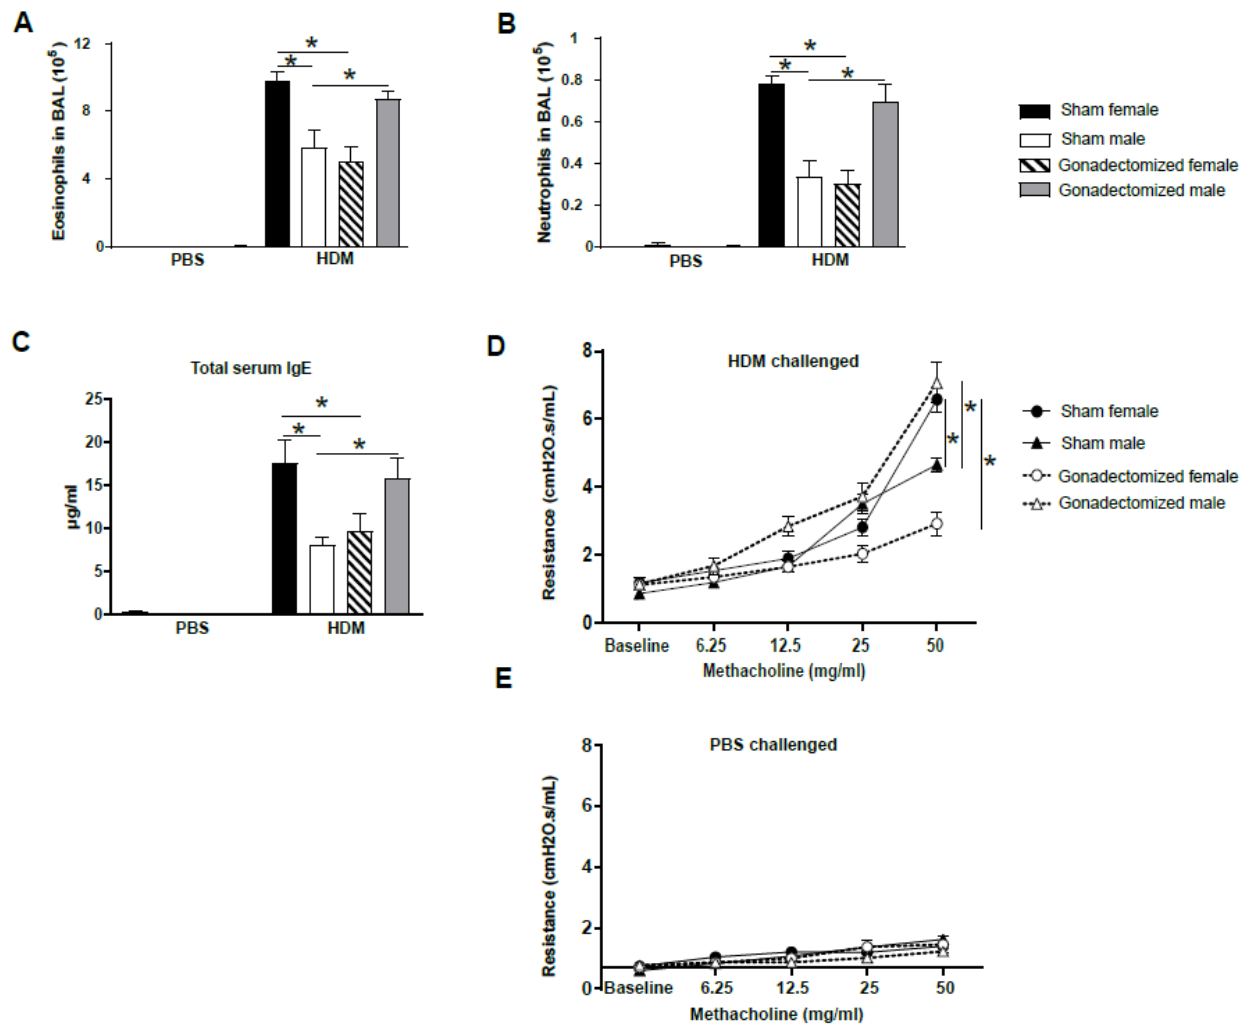 A
Eosinophils in BAL (10⁵)
12
8
4
0
PBS
HDM
*
*
*
B
Neutrophils in BAL (10⁵)
1
0.8
0.6
0.4
0.2
0
PBS
HDM
*
*
*
Sham female
Sham male
Gonadectomized female
Gonadectomized male
C
Total serum IgE
µg/ml
25
20
15
10
5
0
PBS
HDM
*
*
*
D
HDM challenged
Resistance (cmH2O.s/mL)
8
6
4
2
0
Baseline 6.25 12.5 25 50
Methacholine (mg/ml)
*
*
*
Sham female
Sham male
Gonadectomized female
Gonadectomized male
E
PBS challenged
Resistance (cmH2O.s/mL)
8
6
4
2
0
Baseline 6.25 12.5 25 50
Methacholine (mg/ml)